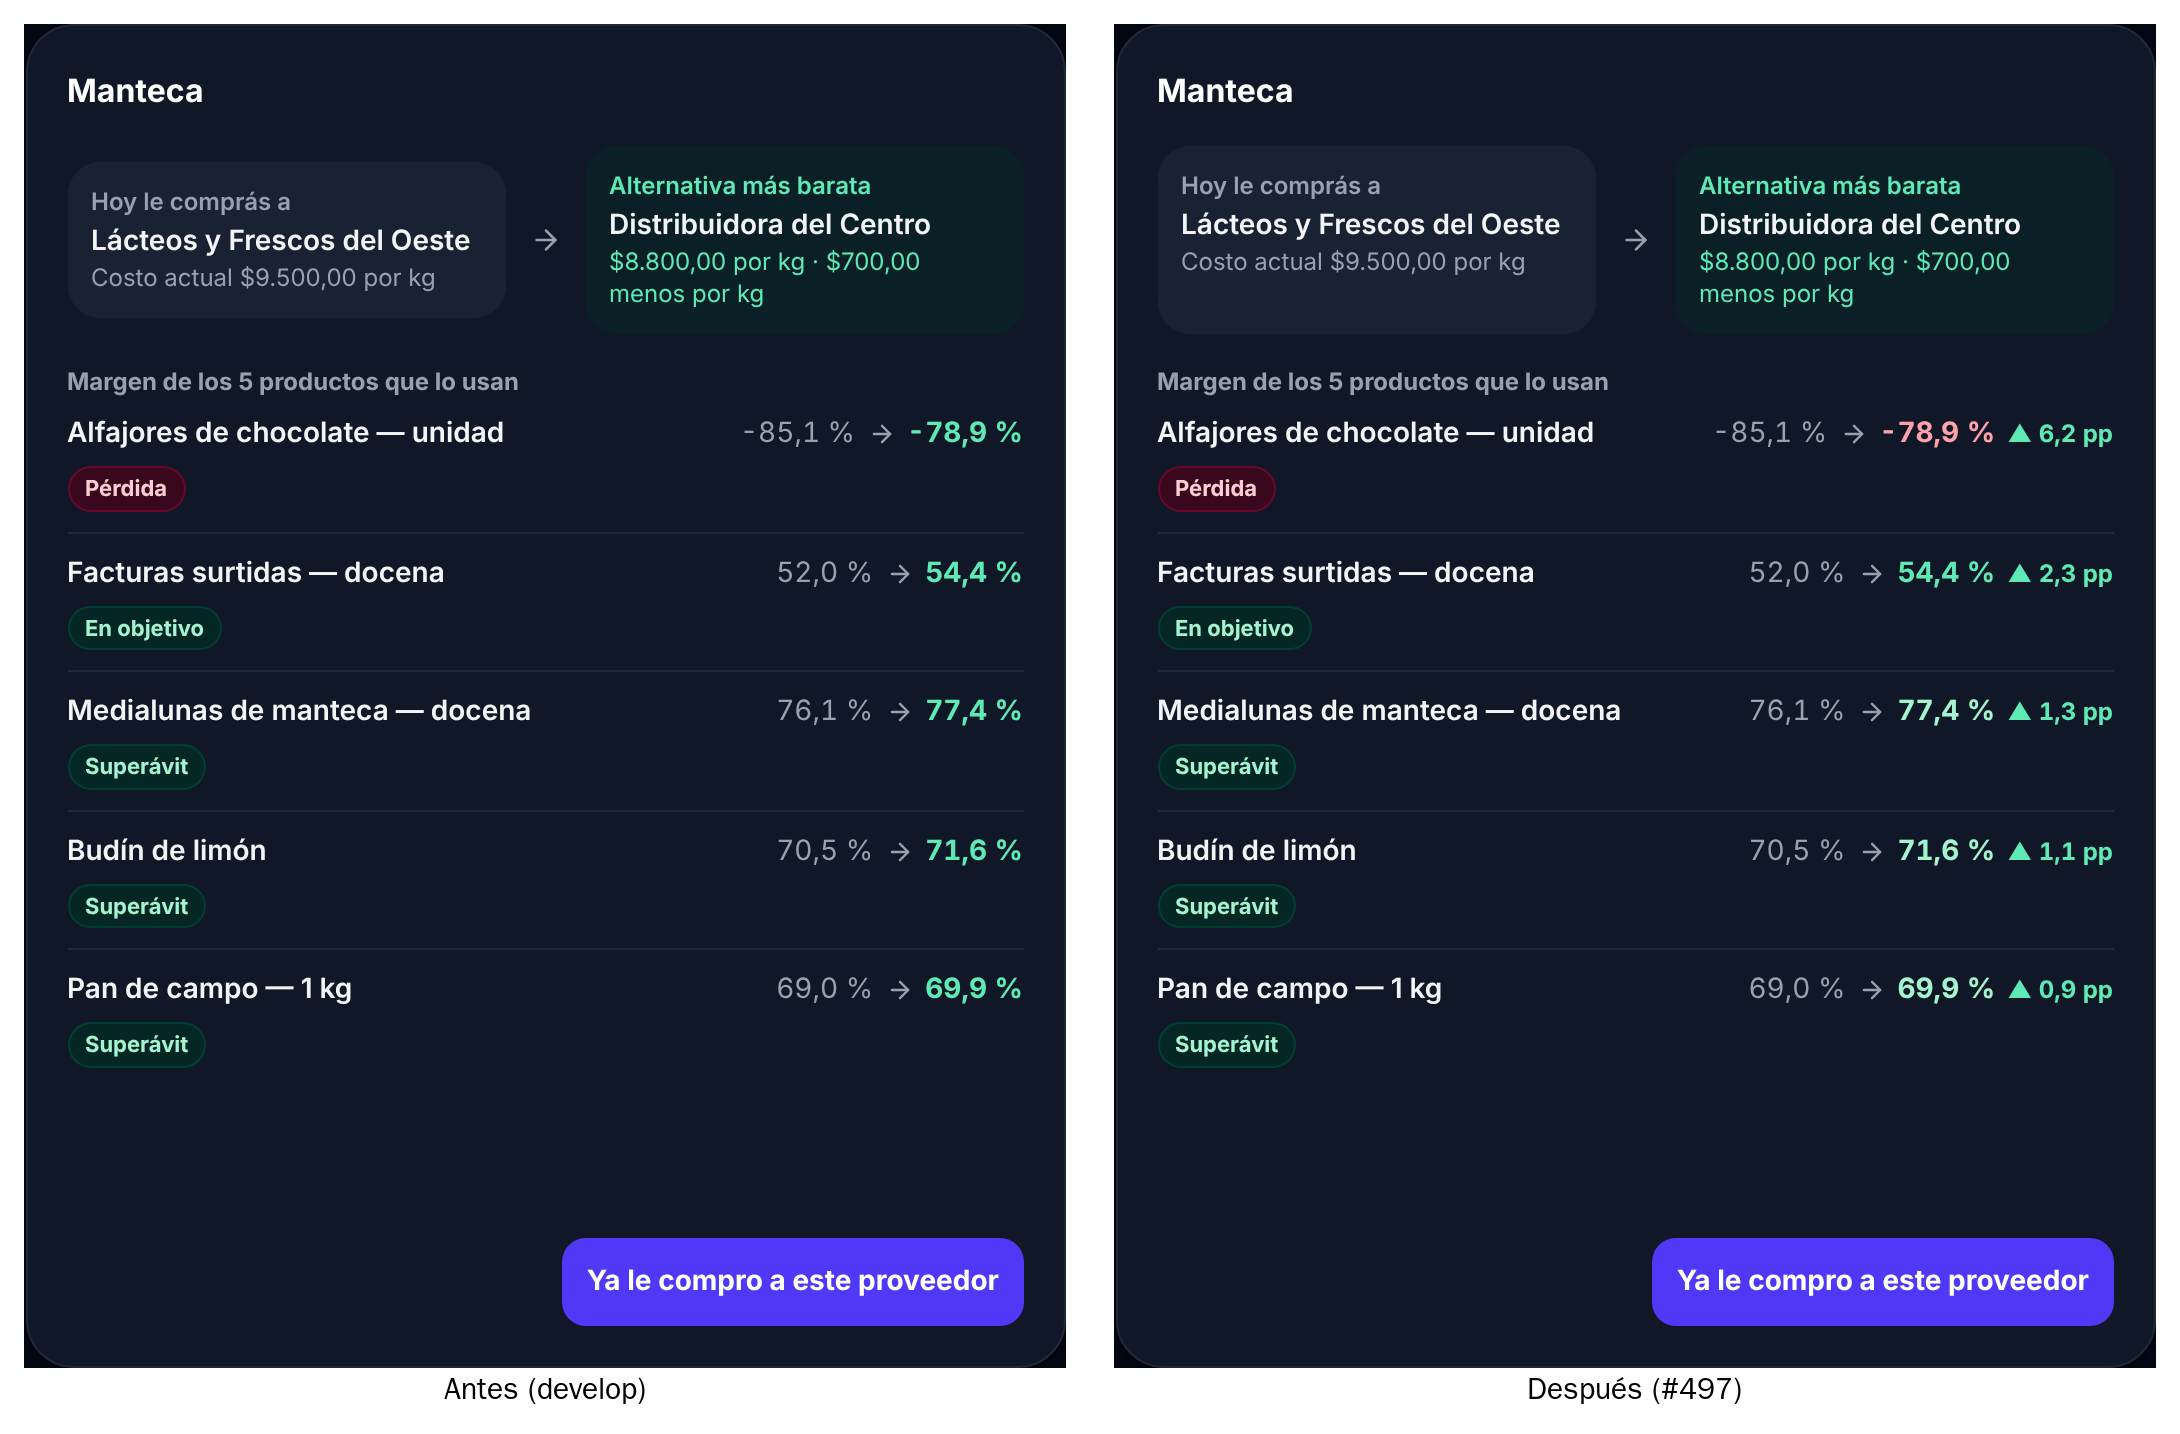 Manteca
Hoy le comprás a
Lácteos y Frescos del Oeste
Costo actual $9.500,00 por kg
→
Alternativa más barata
Distribuidora del Centro
$8.800,00 por kg · $700,00
menos por kg
Margen de los 5 productos que lo usan
Alfajores de chocolate — unidad -85,1 % → -78,9 %
Pérdida
Facturas surtidas — docena 52,0 % → 54,4 %
En objetivo
Medialunas de manteca — docena 76,1 % → 77,4 %
Superávit
Budín de limón 70,5 % → 71,6 %
Superávit
Pan de campo — 1 kg 69,0 % → 69,9 %
Superávit
Ya le compro a este proveedor
Antes (develop)
Manteca
Hoy le comprás a
Lácteos y Frescos del Oeste
Costo actual $9.500,00 por kg
→
Alternativa más barata
Distribuidora del Centro
$8.800,00 por kg · $700,00
menos por kg
Margen de los 5 productos que lo usan
Alfajores de chocolate — unidad -85,1 % → -78,9 % ▲ 6,2 pp
Pérdida
Facturas surtidas — docena 52,0 % → 54,4 % ▲ 2,3 pp
En objetivo
Medialunas de manteca — docena 76,1 % → 77,4 % ▲ 1,3 pp
Superávit
Budín de limón 70,5 % → 71,6 % ▲ 1,1 pp
Superávit
Pan de campo — 1 kg 69,0 % → 69,9 % ▲ 0,9 pp
Superávit
Ya le compro a este proveedor
Después (#497)